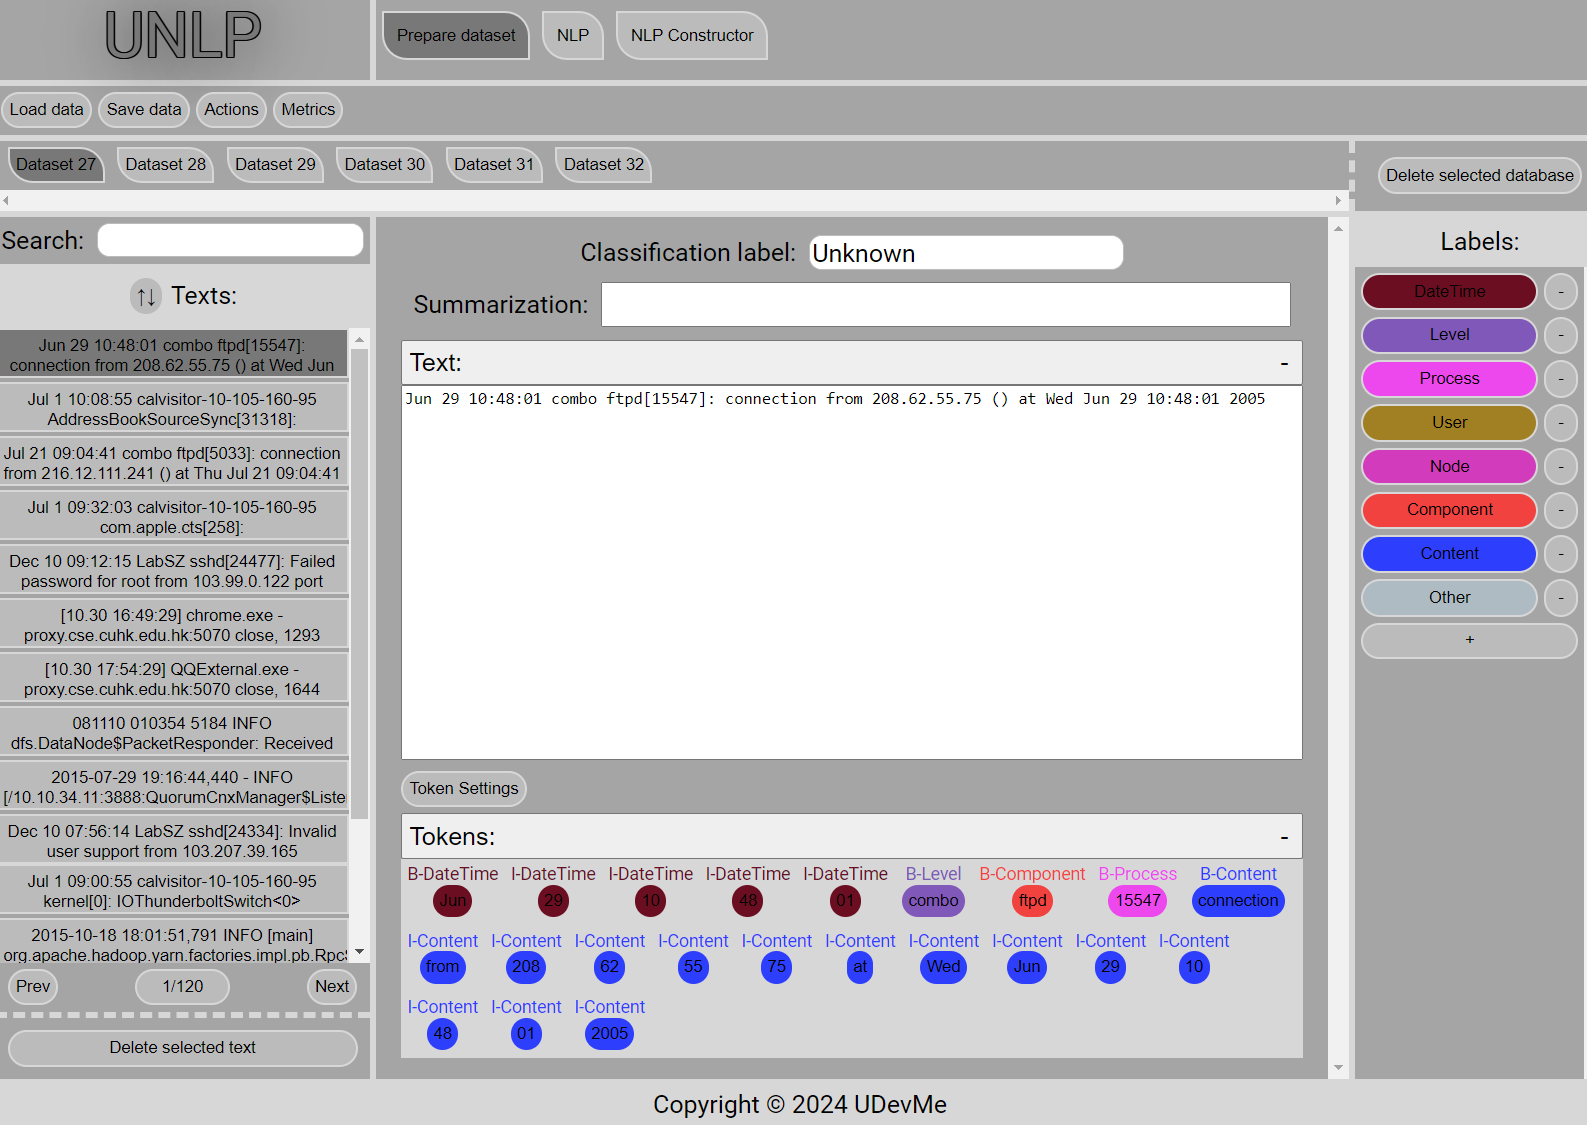 UNLP
Prepare dataset
NLP
NLP Constructor
Load data
Save data
Actions
Metrics
Dataset 27
Dataset 28
Dataset 29
Dataset 30
Dataset 31
Dataset 32
Delete selected database
Search:
↑↓ Texts:
Jun 29 10:48:01 combo ftpd[15547]:
connection from 208.62.55.75 () at Wed Jun
Jul 1 10:08:55 calvisitor-10-105-160-95
AddressBookSourceSync[31318]:
Jul 21 09:04:41 combo ftpd[5033]: connection
from 216.12.111.241 () at Thu Jul 21 09:04:41
Jul 1 09:32:03 calvisitor-10-105-160-95
com.apple.cts[258]:
Dec 10 09:12:15 LabSZ sshd[24477]: Failed
password for root from 103.99.0.122 port
[10.30 16:49:29] chrome.exe -
proxy.cse.cuhk.edu.hk:5070 close, 1293
[10.30 17:54:29] QQExternal.exe -
proxy.cse.cuhk.edu.hk:5070 close, 1644
081110 010354 5184 INFO
dfs.DataNode$PacketResponder: Received
2015-07-29 19:16:44,440 - INFO
[/10.10.34.11:3888:QuorumCnxManager$Liste
Dec 10 07:56:14 LabSZ sshd[24334]: Invalid
user support from 103.207.39.165
Jul 1 09:00:55 calvisitor-10-105-160-95
kernel[0]: IOThunderboltSwitch<0>
2015-10-18 18:01:51,791 INFO [main]
org.apache.hadoop.yarn.factories.impl.pb.RpcS
Prev
1/120
Next
Delete selected text
Classification label: Unknown
Summarization:
Text: -
Jun 29 10:48:01 combo ftpd[15547]: connection from 208.62.55.75 () at Wed Jun 29 10:48:01 2005
Token Settings
Tokens: -
B-DateTime I-DateTime I-DateTime I-DateTime I-DateTime B-Level B-Component B-Process B-Content
Jun 29 10 48 01 combo ftpd 15547 connection
I-Content I-Content I-Content I-Content I-Content I-Content I-Content I-Content I-Content I-Content
from 208 62 55 75 at Wed Jun 29 10
I-Content I-Content I-Content
48 01 2005
Labels:
DateTime -
Level -
Process -
User -
Node -
Component -
Content -
Other -
+
Copyright © 2024 UDevMe